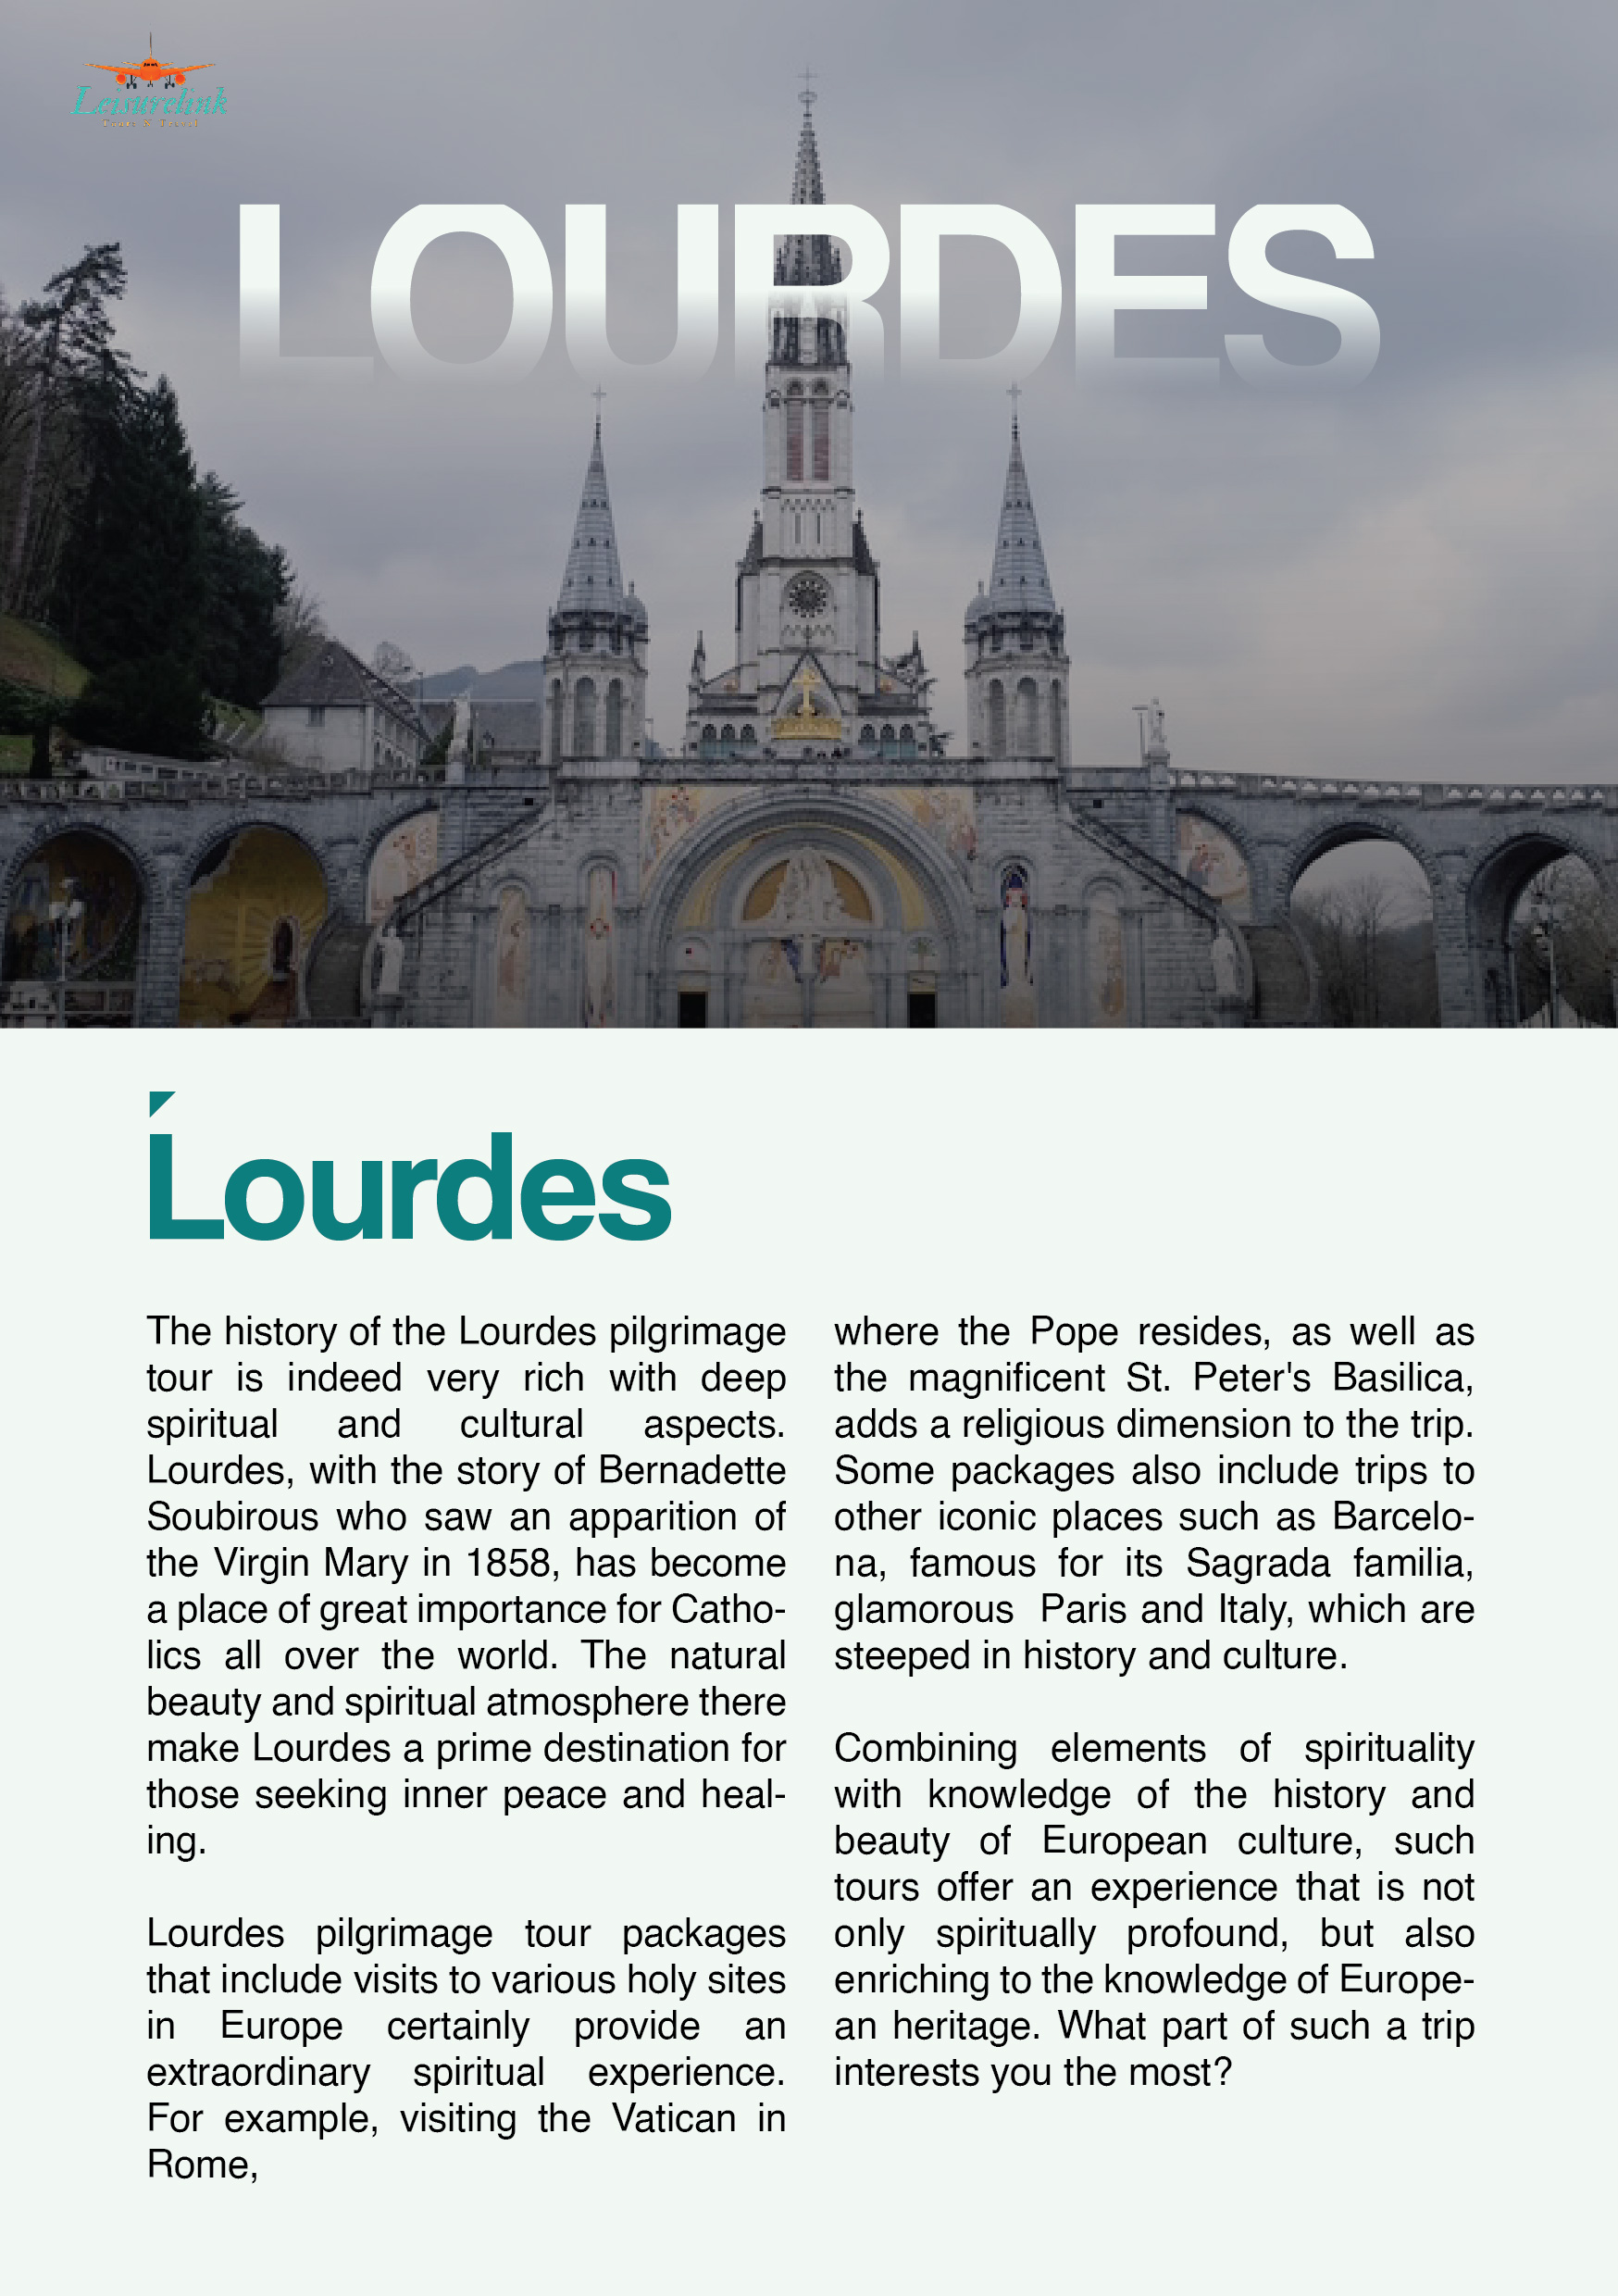 Leisurelink
Tours & Travel
LOURDES
Lourdes
The history of the Lourdes pilgrimage
tour is indeed very rich with deep
spiritual and cultural aspects.
Lourdes, with the story of Bernadette
Soubirous who saw an apparition of
the Virgin Mary in 1858, has become
a place of great importance for Catho-
lics all over the world. The natural
beauty and spiritual atmosphere there
make Lourdes a prime destination for
those seeking inner peace and heal-
ing.
Lourdes pilgrimage tour packages
that include visits to various holy sites
in Europe certainly provide an
extraordinary spiritual experience.
For example, visiting the Vatican in
Rome,
where the Pope resides, as well as
the magnificent St. Peter's Basilica,
adds a religious dimension to the trip.
Some packages also include trips to
other iconic places such as Barcelo-
na, famous for its Sagrada familia,
glamorous  Paris and Italy, which are
steeped in history and culture.
Combining elements of spirituality
with knowledge of the history and
beauty of European culture, such
tours offer an experience that is not
only spiritually profound, but also
enriching to the knowledge of Europe-
an heritage. What part of such a trip
interests you the most?